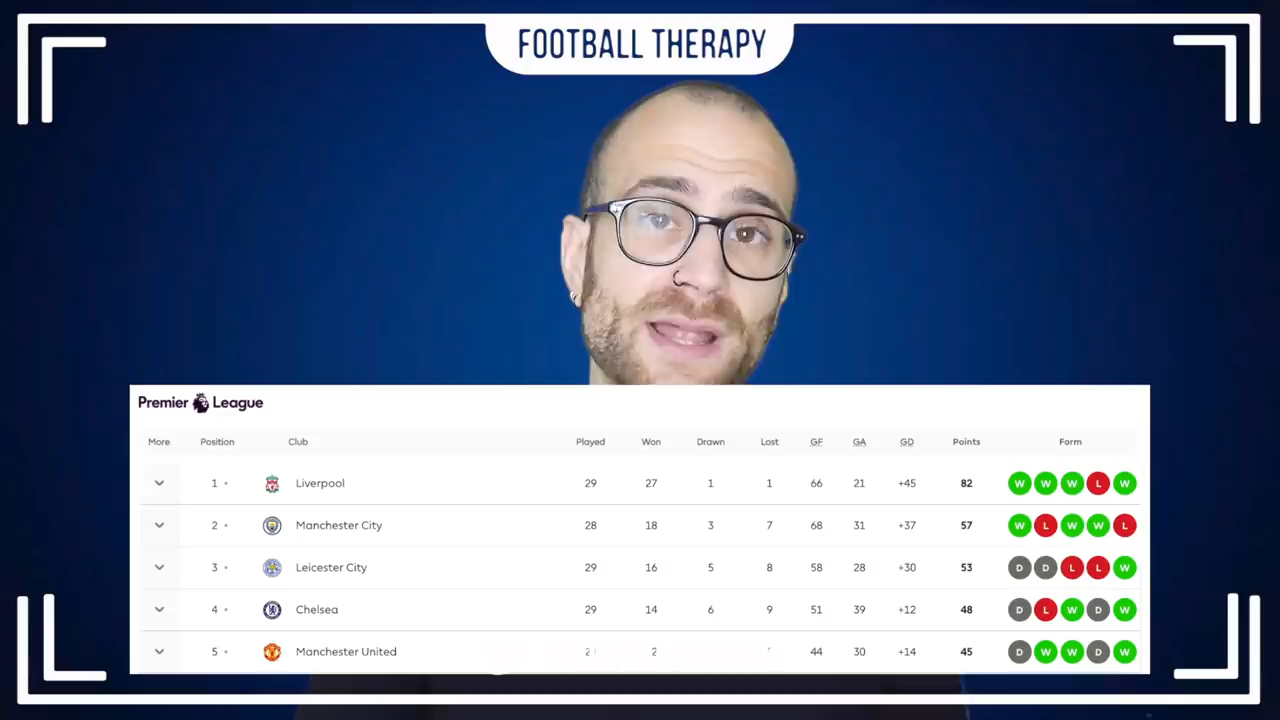 FOOTBALL THERAPY
Premier League
More Position Club Played Won Drawn Lost GF GA GD Points Form
1 Liverpool 29 27 1 1 66 21 +45 82 W W W L W
2 Manchester City 28 18 3 7 68 31 +37 57 W L W W L
3 Leicester City 29 16 5 8 58 28 +30 53 D D L L W
4 Chelsea 29 14 6 9 51 39 +12 48 D L W D W
5 Manchester United 44 30 +14 45 D W W D W